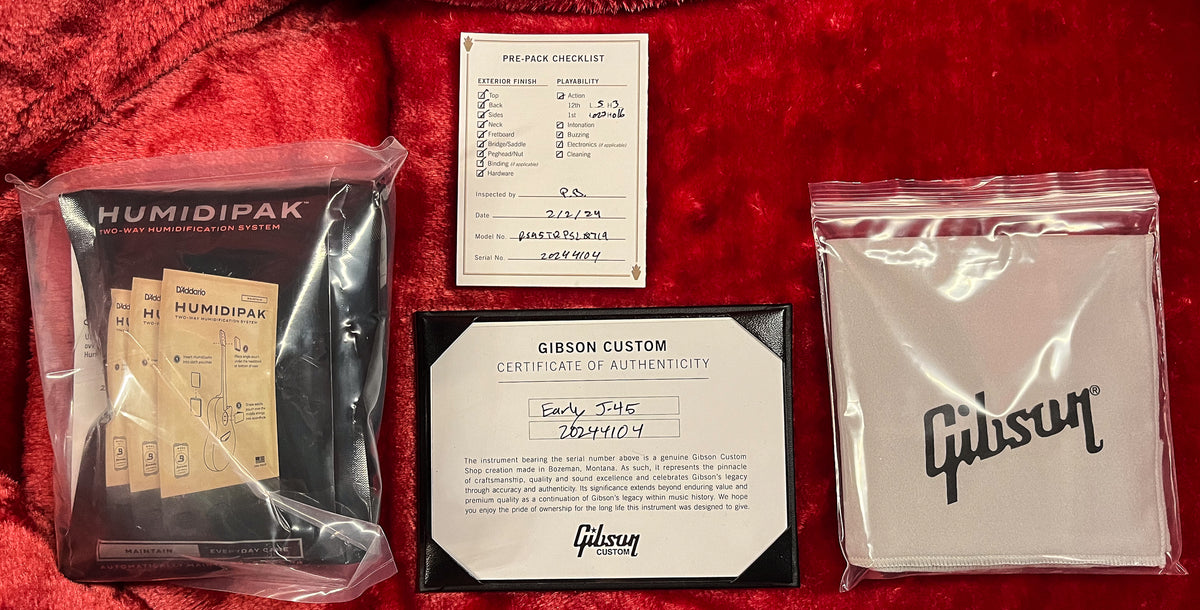 PRE-PACK CHECKLIST
EXTERIOR FINISH
Top
Back
Sides
Neck
Fretboard
Bridge/Saddle
Peghead/Nut
Binding (if applicable)
Hardware
PLAYABILITY
Action
12th L .5 H 3
1st L H
Intonation
Buzzing
Electronics (if applicable)
Cleaning
Inspected by
Date 2/2/24
Model No.
Serial No. 20244104
HUMIDIPAK™
TWO-WAY HUMIDIFICATION SYSTEM
D'Addario
HUMIDIPAK
TWO-WAY HUMIDIFICATION SYSTEM
MAINTAIN
EVERYDAY CARE
AUTOMATICALLY
GIBSON CUSTOM
CERTIFICATE OF AUTHENTICITY
Early J-45
20244104
The instrument bearing the serial number above is a genuine Gibson Custom
Shop creation made in Bozeman, Montana. As such, it represents the pinnacle
of craftsmanship, quality and sound excellence and celebrates Gibson's legacy
through accuracy and authenticity. Its significance extends beyond enduring value and
premium quality as a continuation of Gibson's legacy within music history. We hope
you enjoy the pride of ownership for the long life this instrument was designed to give.
Gibson
CUSTOM
Gibson®